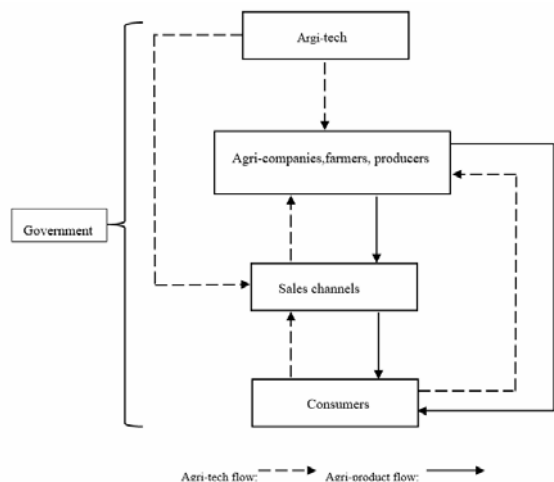 Argi-tech
Agri-companies,farmers, producers
Government
Sales channels
Consumers
Agri-tech flow: Agri-product flow: